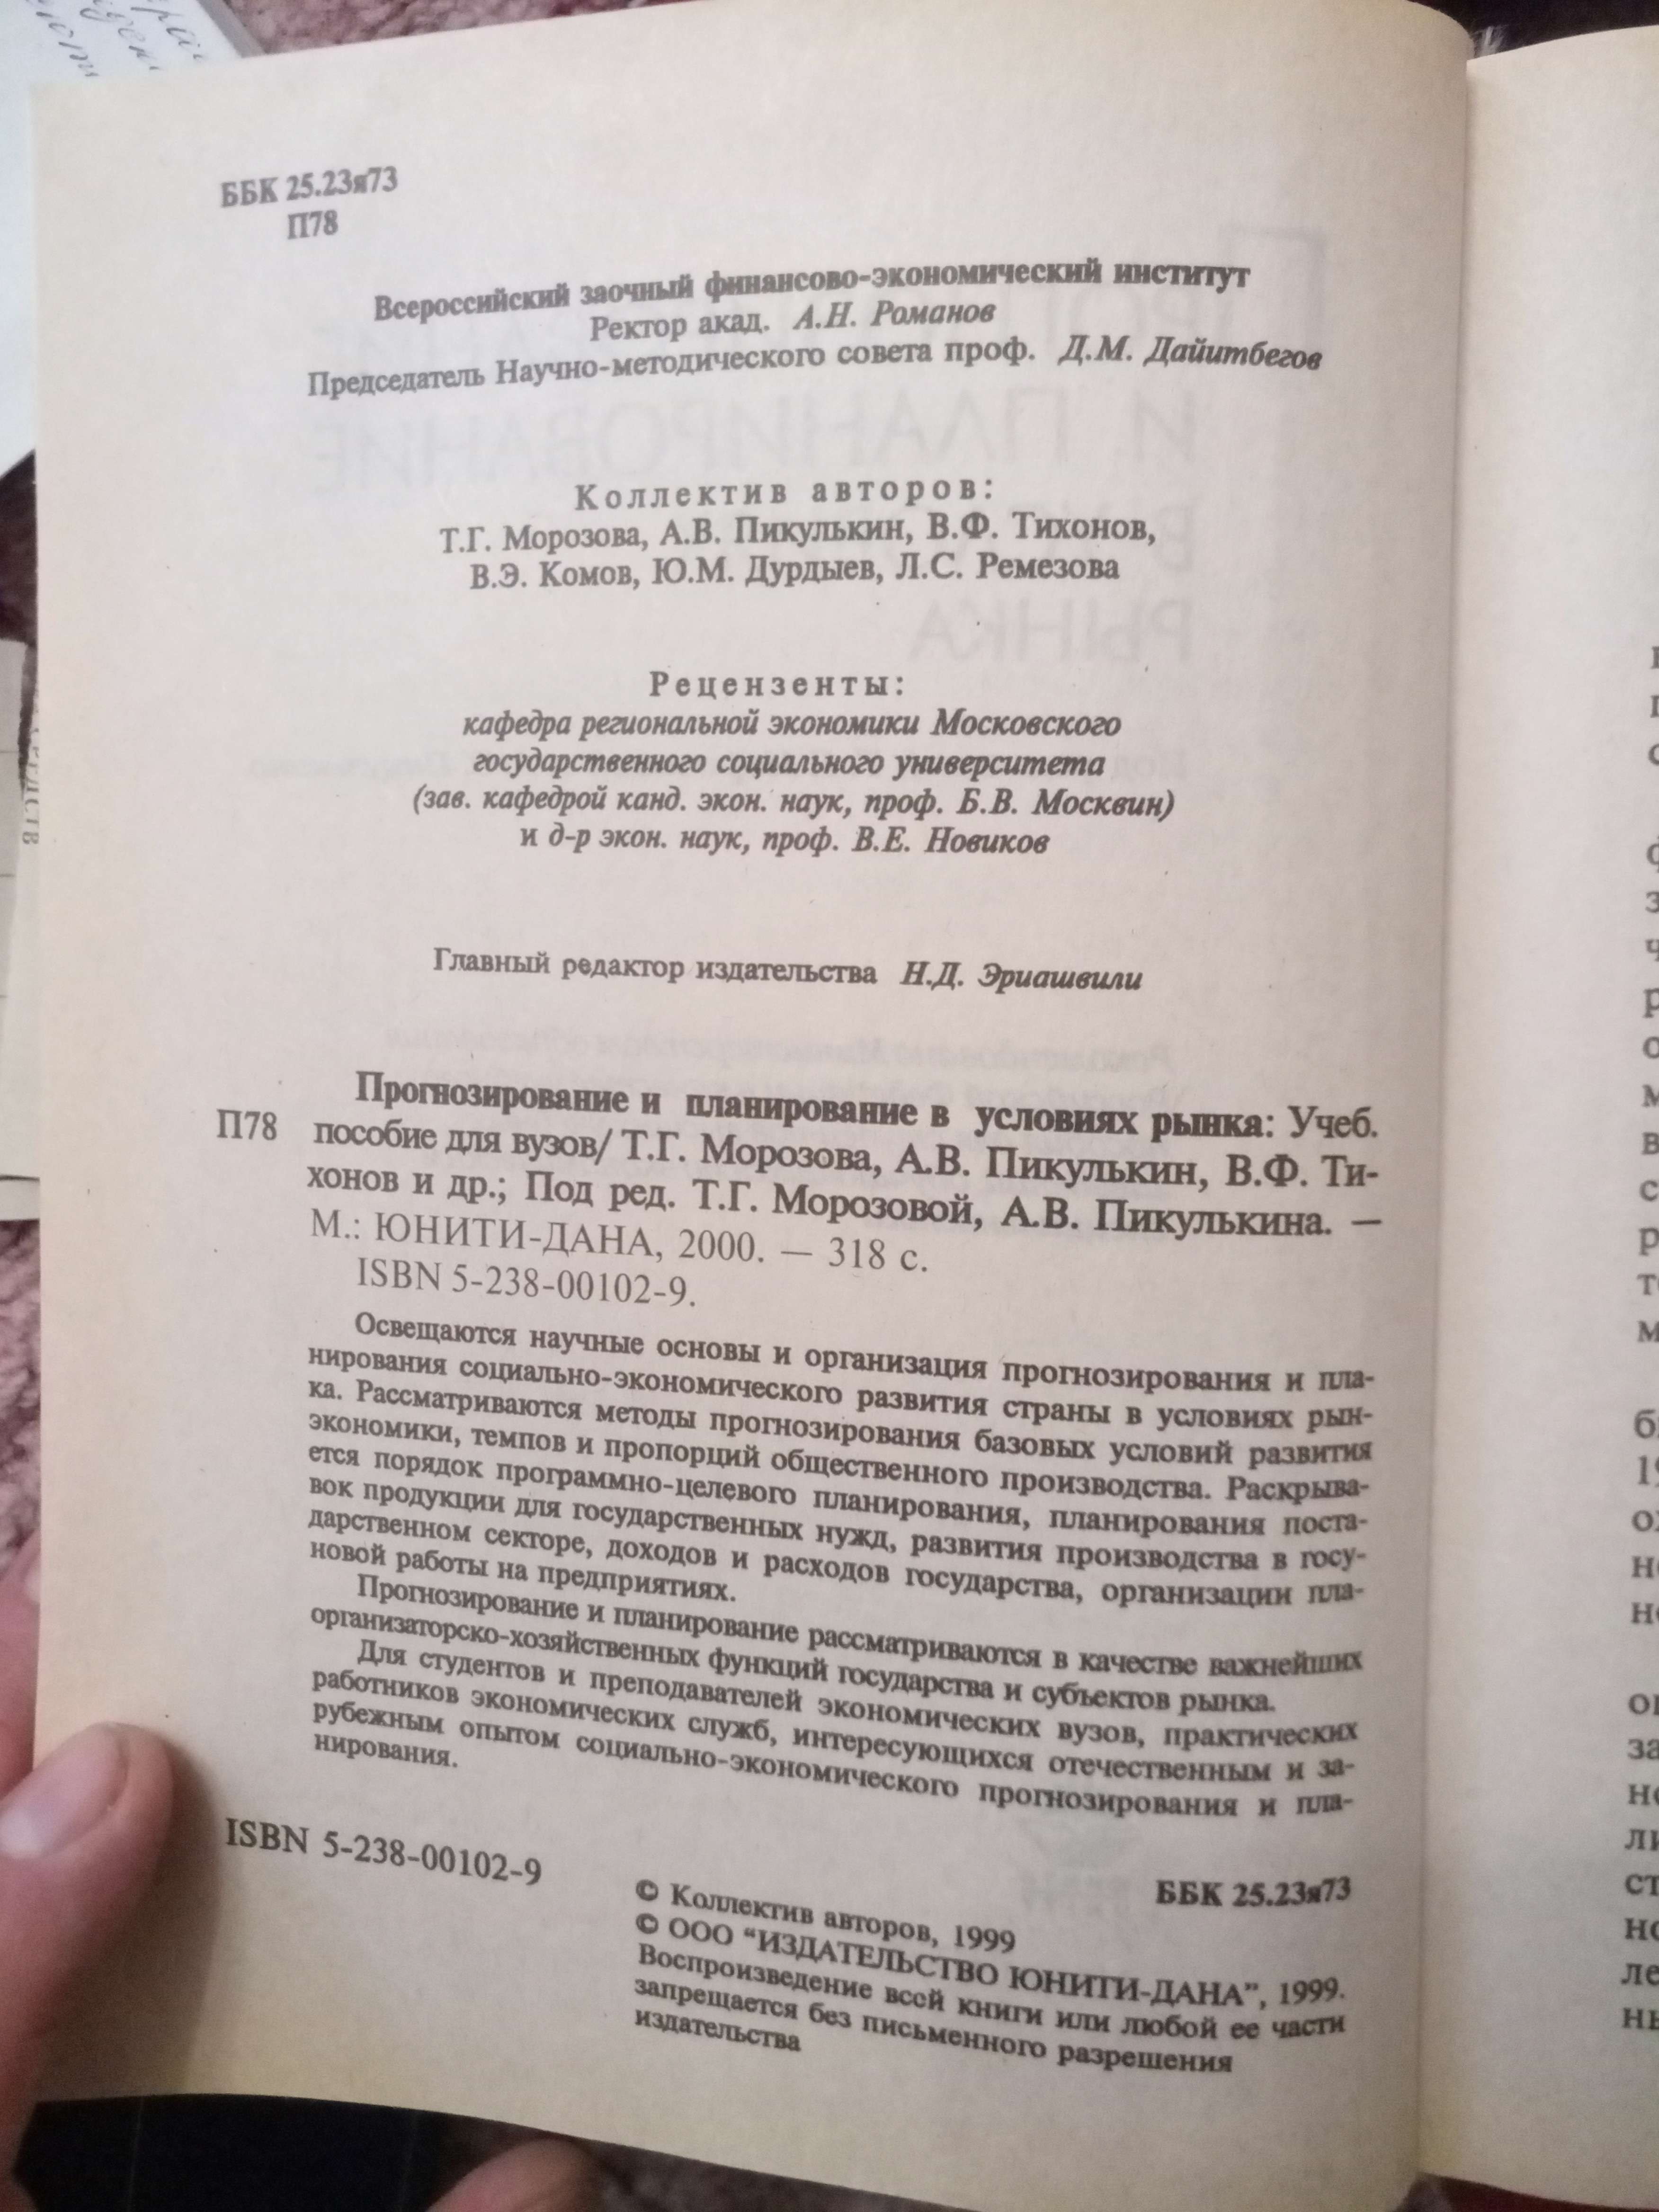 ББК 25.23я73
П78
Всероссийский заочный финансово-экономический институт
Ректор акад. А.Н. Романов
Председатель Научно-методического совета проф. Д.М. Дайитбегов
Коллектив авторов:
Т.Г. Морозова, А.В. Пикулькин, В.Ф. Тихонов,
В.Э. Комов, Ю.М. Дурдыев, Л.С. Ремезова
Рецензенты:
кафедра региональной экономики Московского
государственного социального университета
(зав. кафедрой канд. экон. наук, проф. Б.В. Москвин)
и д-р экон. наук, проф. В.Е. Новиков
Главный редактор издательства Н.Д. Эриашвили
Прогнозирование и планирование в условиях рынка: Учеб.
П78 пособие для вузов/ Т.Г. Морозова, А.В. Пикулькин, В.Ф. Ти-
хонов и др.; Под ред. Т.Г. Морозовой, А.В. Пикулькина. —
М.: ЮНИТИ-ДАНА, 2000. — 318 с.
ISBN 5-238-00102-9.
Освещаются научные основы и организация прогнозирования и пла-
нирования социально-экономического развития страны в условиях рын-
ка. Рассматриваются методы прогнозирования базовых условий развития
экономики, темпов и пропорций общественного производства. Раскрыва-
ется порядок программно-целевого планирования, планирования поста-
вок продукции для государственных нужд, развития производства в госу-
дарственном секторе, доходов и расходов государства, организации пла-
новой работы на предприятиях.
Прогнозирование и планирование рассматриваются в качестве важнейших
организаторско-хозяйственных функций государства и субъектов рынка.
Для студентов и преподавателей экономических вузов, практических
работников экономических служб, интересующихся отечественным и за-
рубежным опытом социально-экономического прогнозирования и пла-
нирования.
ISBN 5-238-00102-9
ББК 25.23я73
© Коллектив авторов, 1999
© ООО “ИЗДАТЕЛЬСТВО ЮНИТИ-ДАНА”, 1999.
Воспроизведение всей книги или любой ее части
запрещается без письменного разрешения
издательства